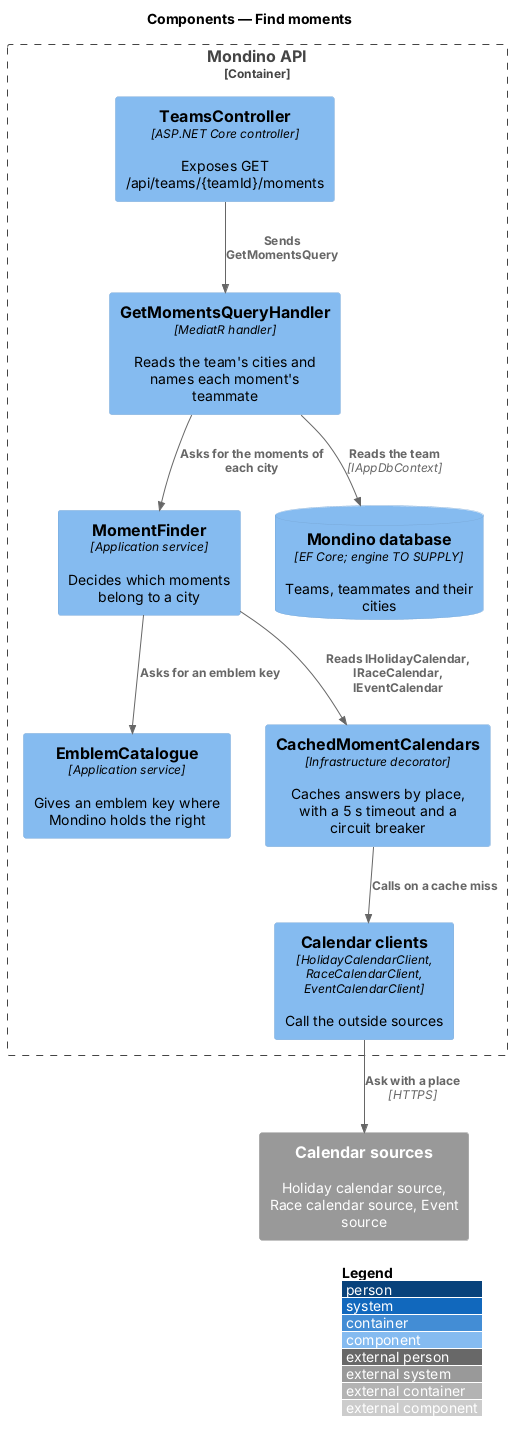 Components — Find moments
Mondino API
[Container]
TeamsController
[ASP.NET Core controller]
Exposes GET
/api/teams/{teamId}/moments
Sends
GetMomentsQuery
GetMomentsQueryHandler
[MediatR handler]
Reads the team's cities and
names each moment's
teammate
Asks for the moments of
each city
Reads the team
[IAppDbContext]
MomentFinder
[Application service]
Decides which moments
belong to a city
Mondino database
[EF Core; engine TO SUPPLY]
Teams, teammates and their
cities
Asks for an emblem key
Reads IHolidayCalendar,
IRaceCalendar,
IEventCalendar
EmblemCatalogue
[Application service]
Gives an emblem key where
Mondino holds the right
CachedMomentCalendars
[Infrastructure decorator]
Caches answers by place,
with a 5 s timeout and a
circuit breaker
Calls on a cache miss
Calendar clients
[HolidayCalendarClient,
RaceCalendarClient,
EventCalendarClient]
Call the outside sources
Ask with a place
[HTTPS]
Calendar sources
Holiday calendar source,
Race calendar source, Event
source
Legend
person
system
container
component
external person
external system
external container
external component